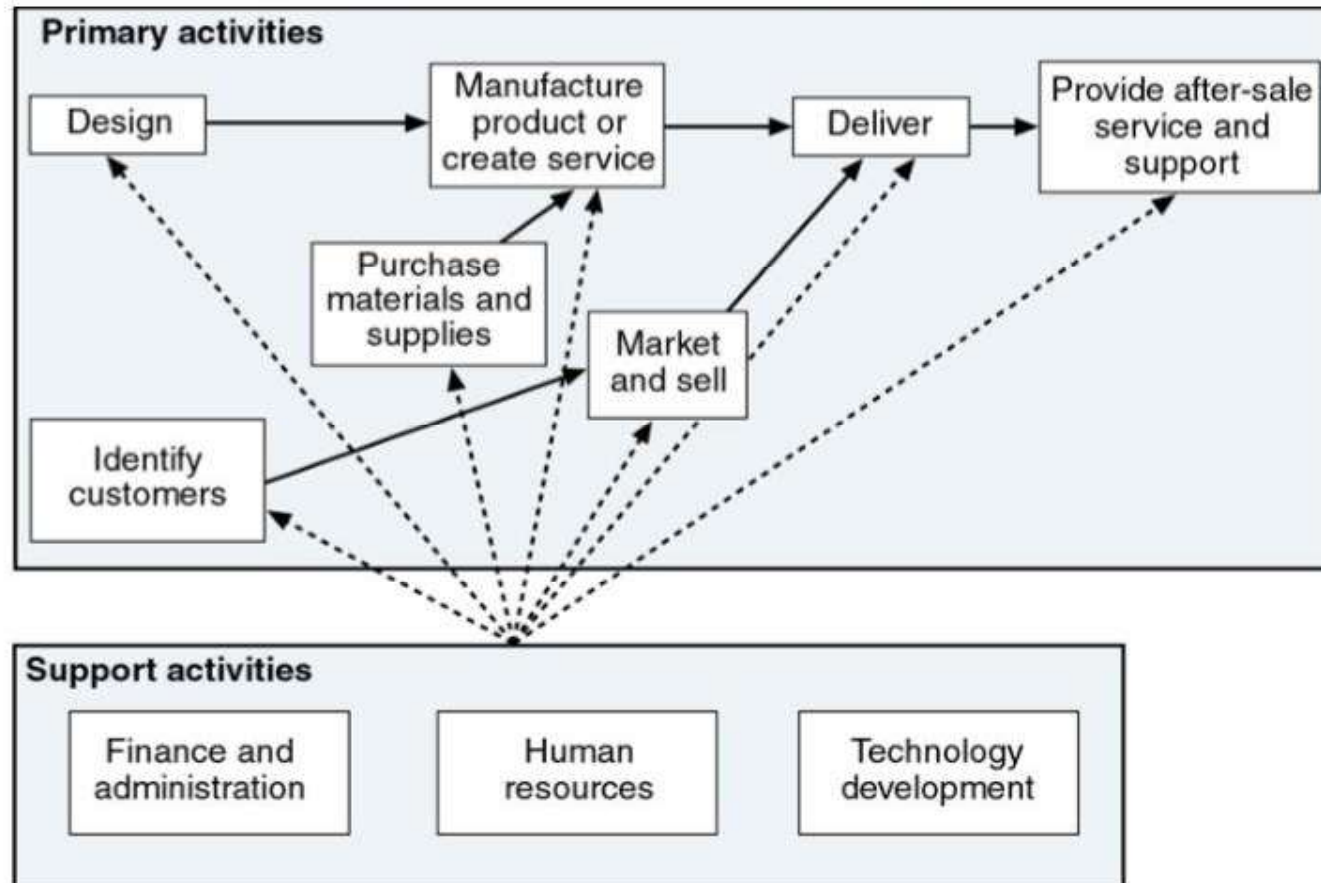 Primary activities
Design
Manufacture
product or
create service
Deliver
Provide after-sale
service and
support
Purchase
materials and
supplies
Market
and sell
Identify
customers
Support activities
Finance and
administration
Human
resources
Technology
development